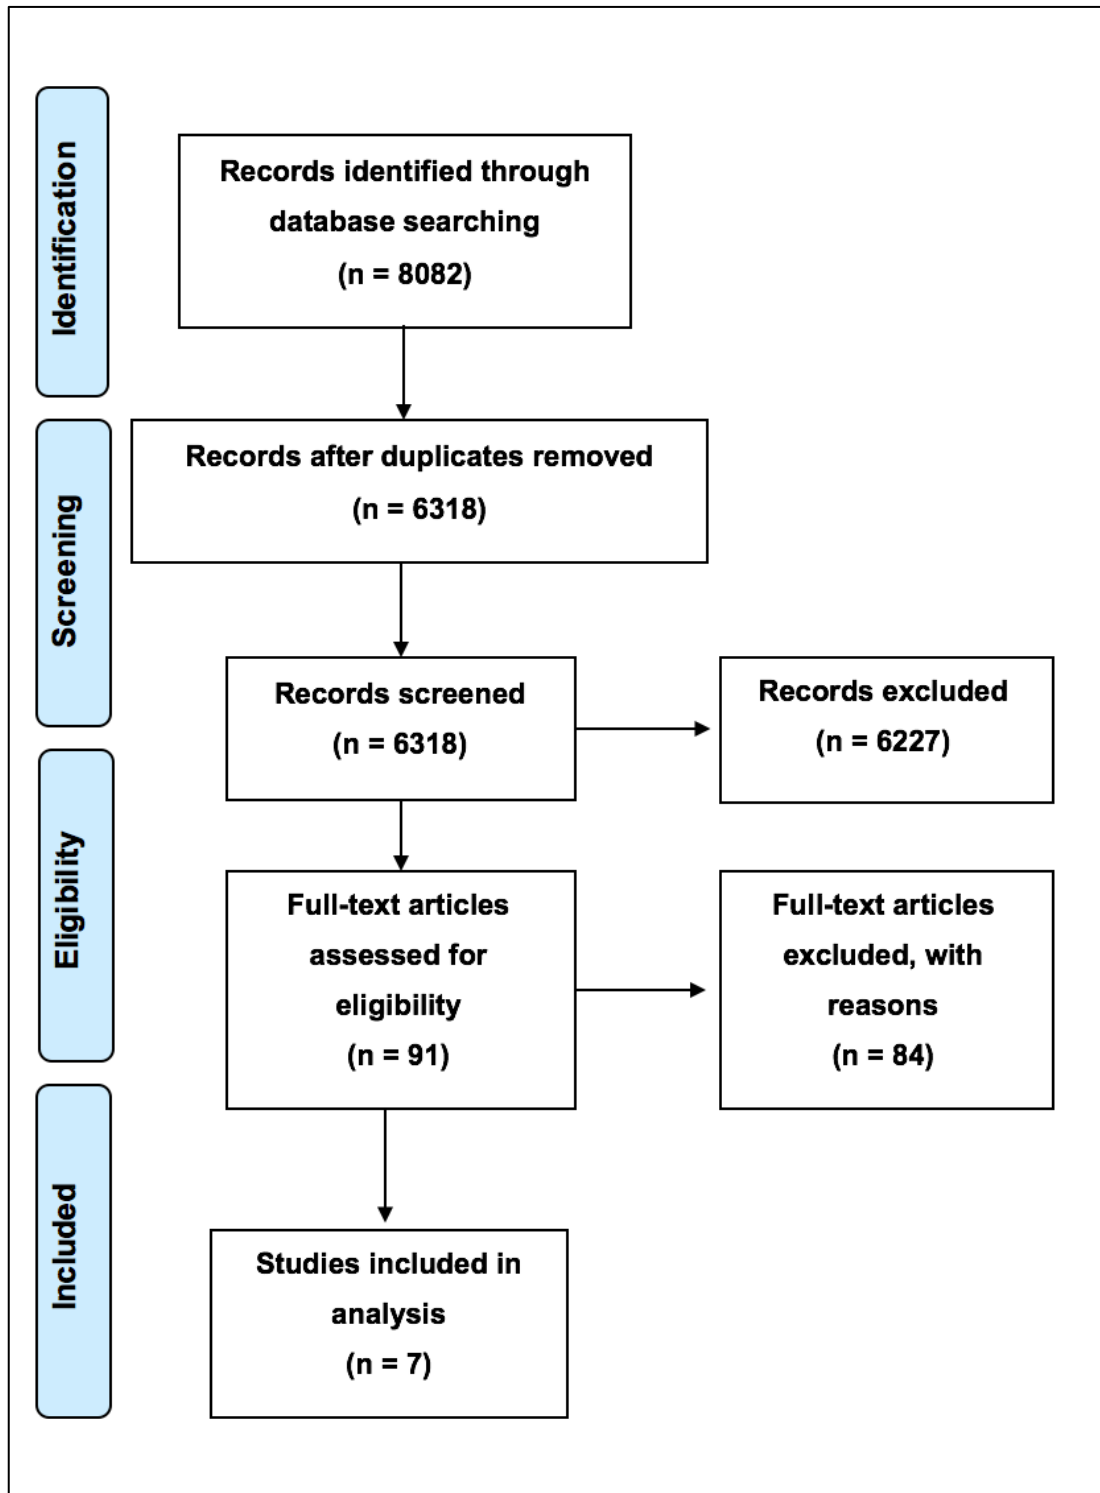 Identification
Records identified through
database searching
(n = 8082)
Screening
Records after duplicates removed
(n = 6318)
Records screened
(n = 6318)
Records excluded
(n = 6227)
Eligibility
Full-text articles
assessed for
eligibility
(n = 91)
Full-text articles
excluded, with
reasons
(n = 84)
Included
Studies included in
analysis
(n = 7)